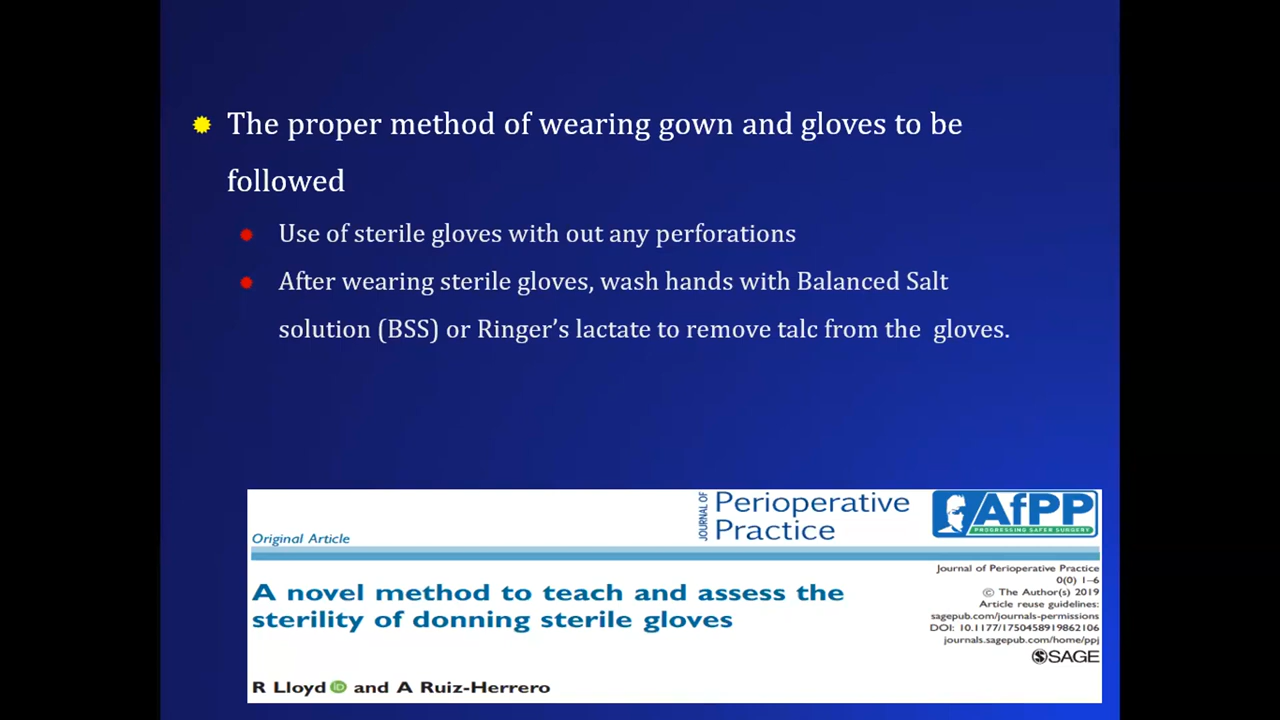 The proper method of wearing gown and gloves to be
followed
Use of sterile gloves with out any perforations
After wearing sterile gloves, wash hands with Balanced Salt
solution (BSS) or Ringer’s lactate to remove talc from the  gloves.
JOURNAL OF
Perioperative
Practice
AfPP
PROGRESSING SAFER SURGERY
Original Article
A novel method to teach and assess the
sterility of donning sterile gloves
Journal of Perioperative Practice
0(0) 1–6
© The Author(s) 2019
Article reuse guidelines:
sagepub.com/journals-permissions
DOI: 10.1177/1750458919862106
journals.sagepub.com/home/ppj
SAGE
R Lloyd iD and A Ruiz-Herrero